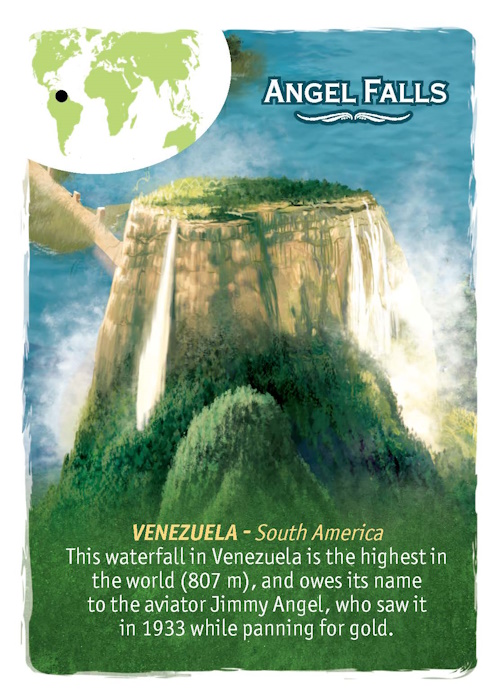 ANGEL FALLS
VENEZUELA - South America
This waterfall in Venezuela is the highest in
the world (807 m), and owes its name
to the aviator Jimmy Angel, who saw it
in 1933 while panning for gold.